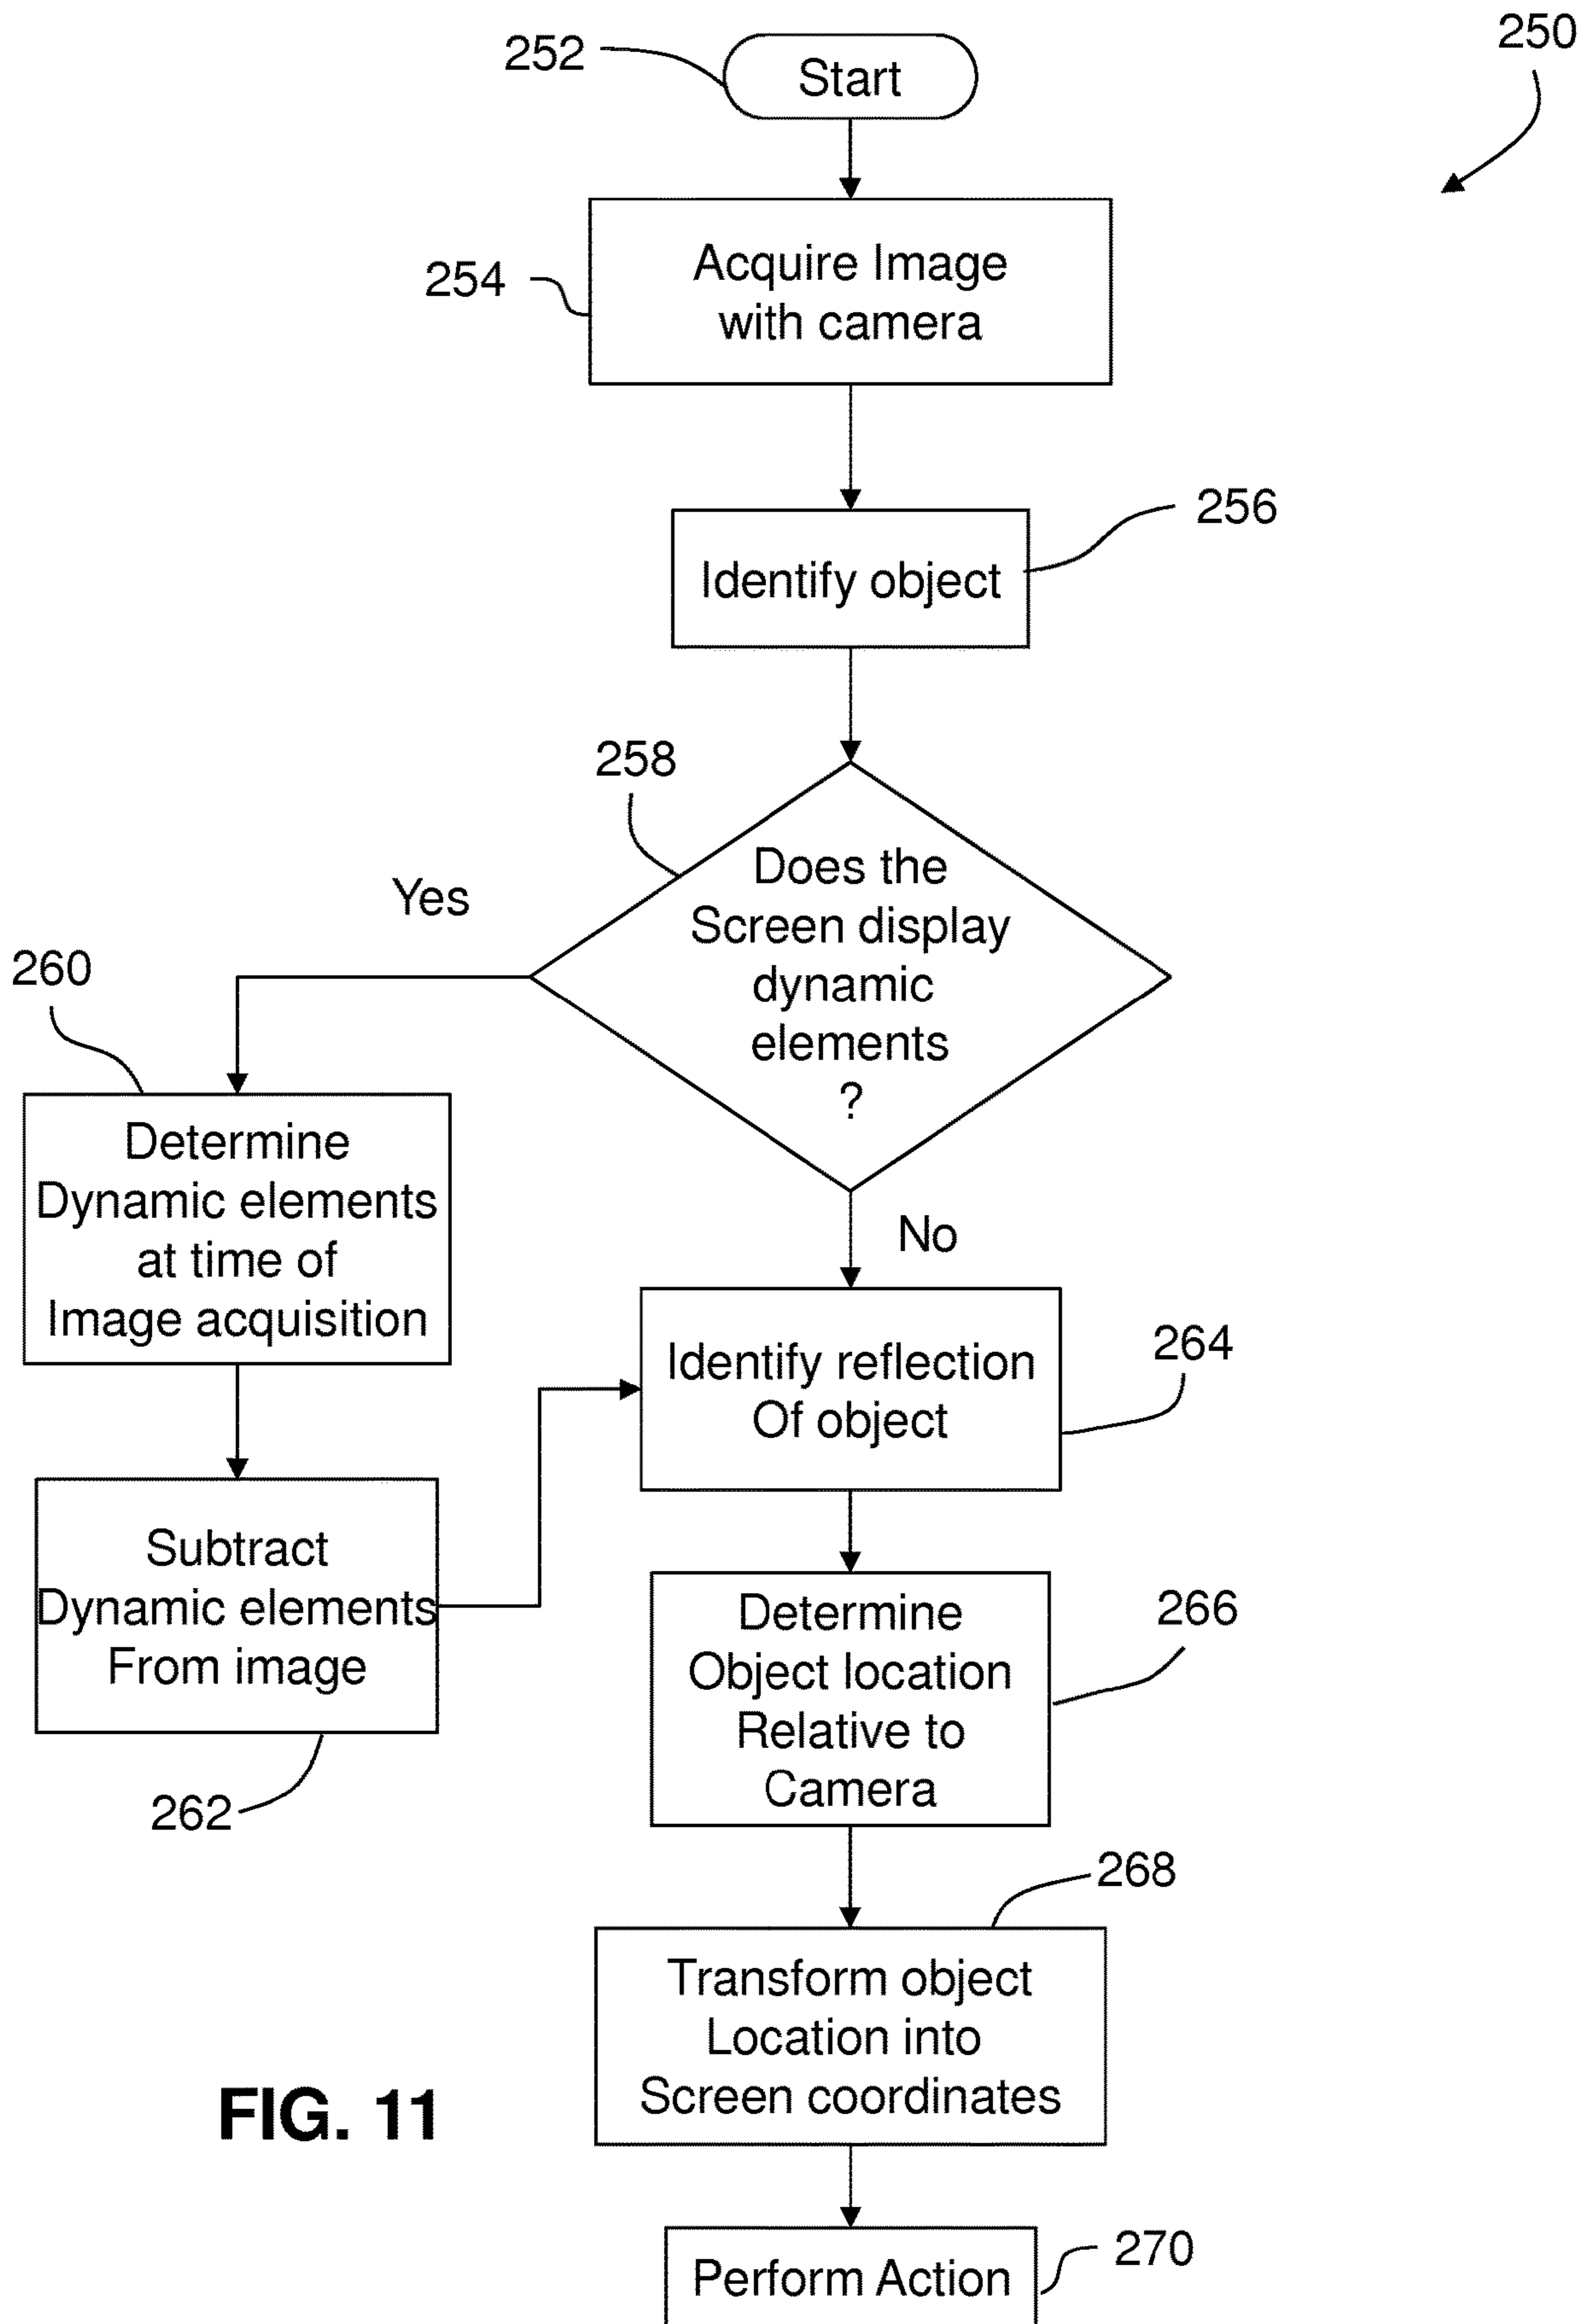 250
252
Start
254
Acquire Image
with camera
256
Identify object
258
Does the
Screen display
dynamic
elements
?
Yes
No
260
Determine
Dynamic elements
at time of
Image acquisition
Subtract
Dynamic elements
From image
262
264
Identify reflection
Of object
266
Determine
Object location
Relative to
Camera
268
Transform object
Location into
Screen coordinates
FIG. 11
270
Perform Action